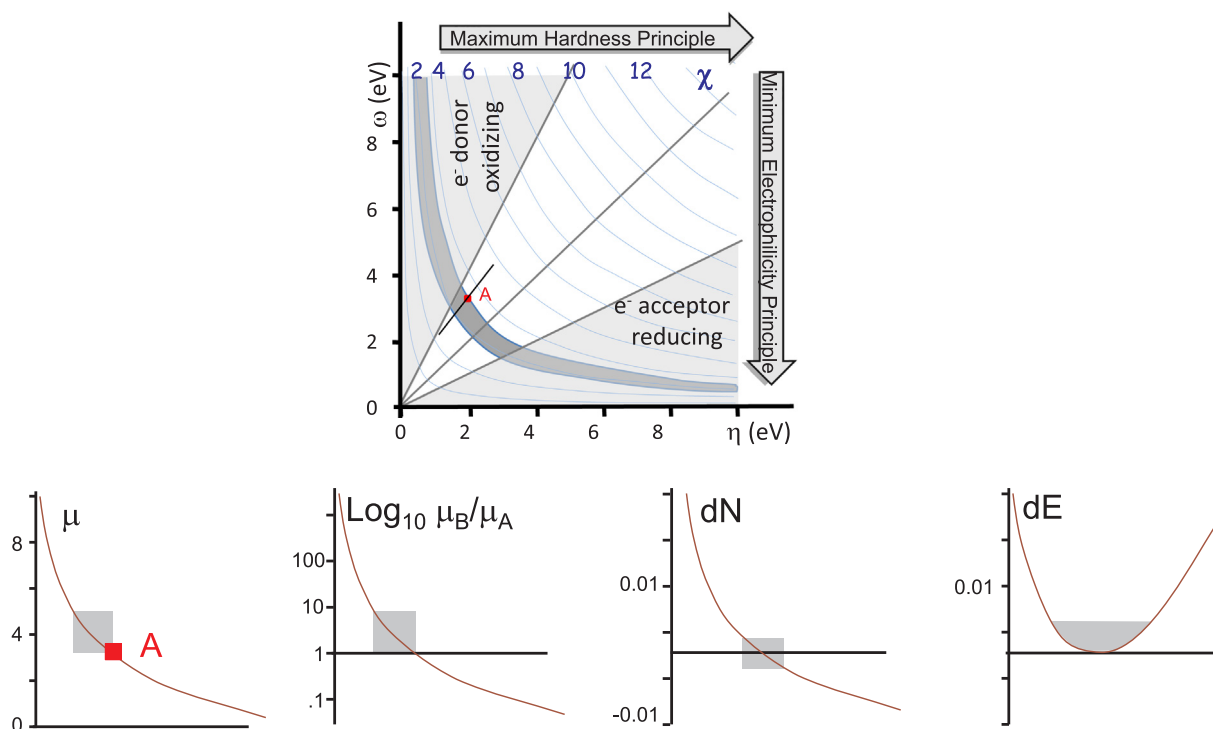 Maximum Hardness Principle
2 4 6 8 10 12 χ
ω (eV)
8
6
4
2
0
e- donor
oxidizing
A
e- acceptor
reducing
Minimum Electrophilicity Principle
0 2 4 6 8 η (eV)
μ
8
4
0
A
Log10 μB/μA
100
10
1
.1
dN
0.01
-0.01
dE
0.01